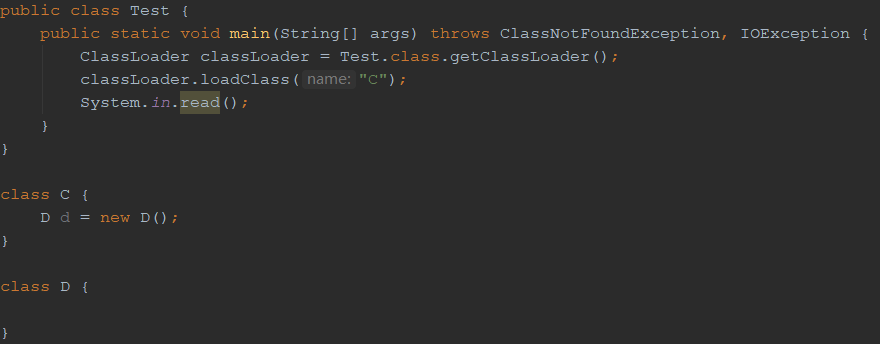 public class Test {
public static void main(String[] args) throws ClassNotFoundException, IOException {
ClassLoader classLoader = Test.class.getClassLoader();
classLoader.loadClass( name: "C");
System.in.read();
}
}
class C {
D d = new D();
}
class D {
}